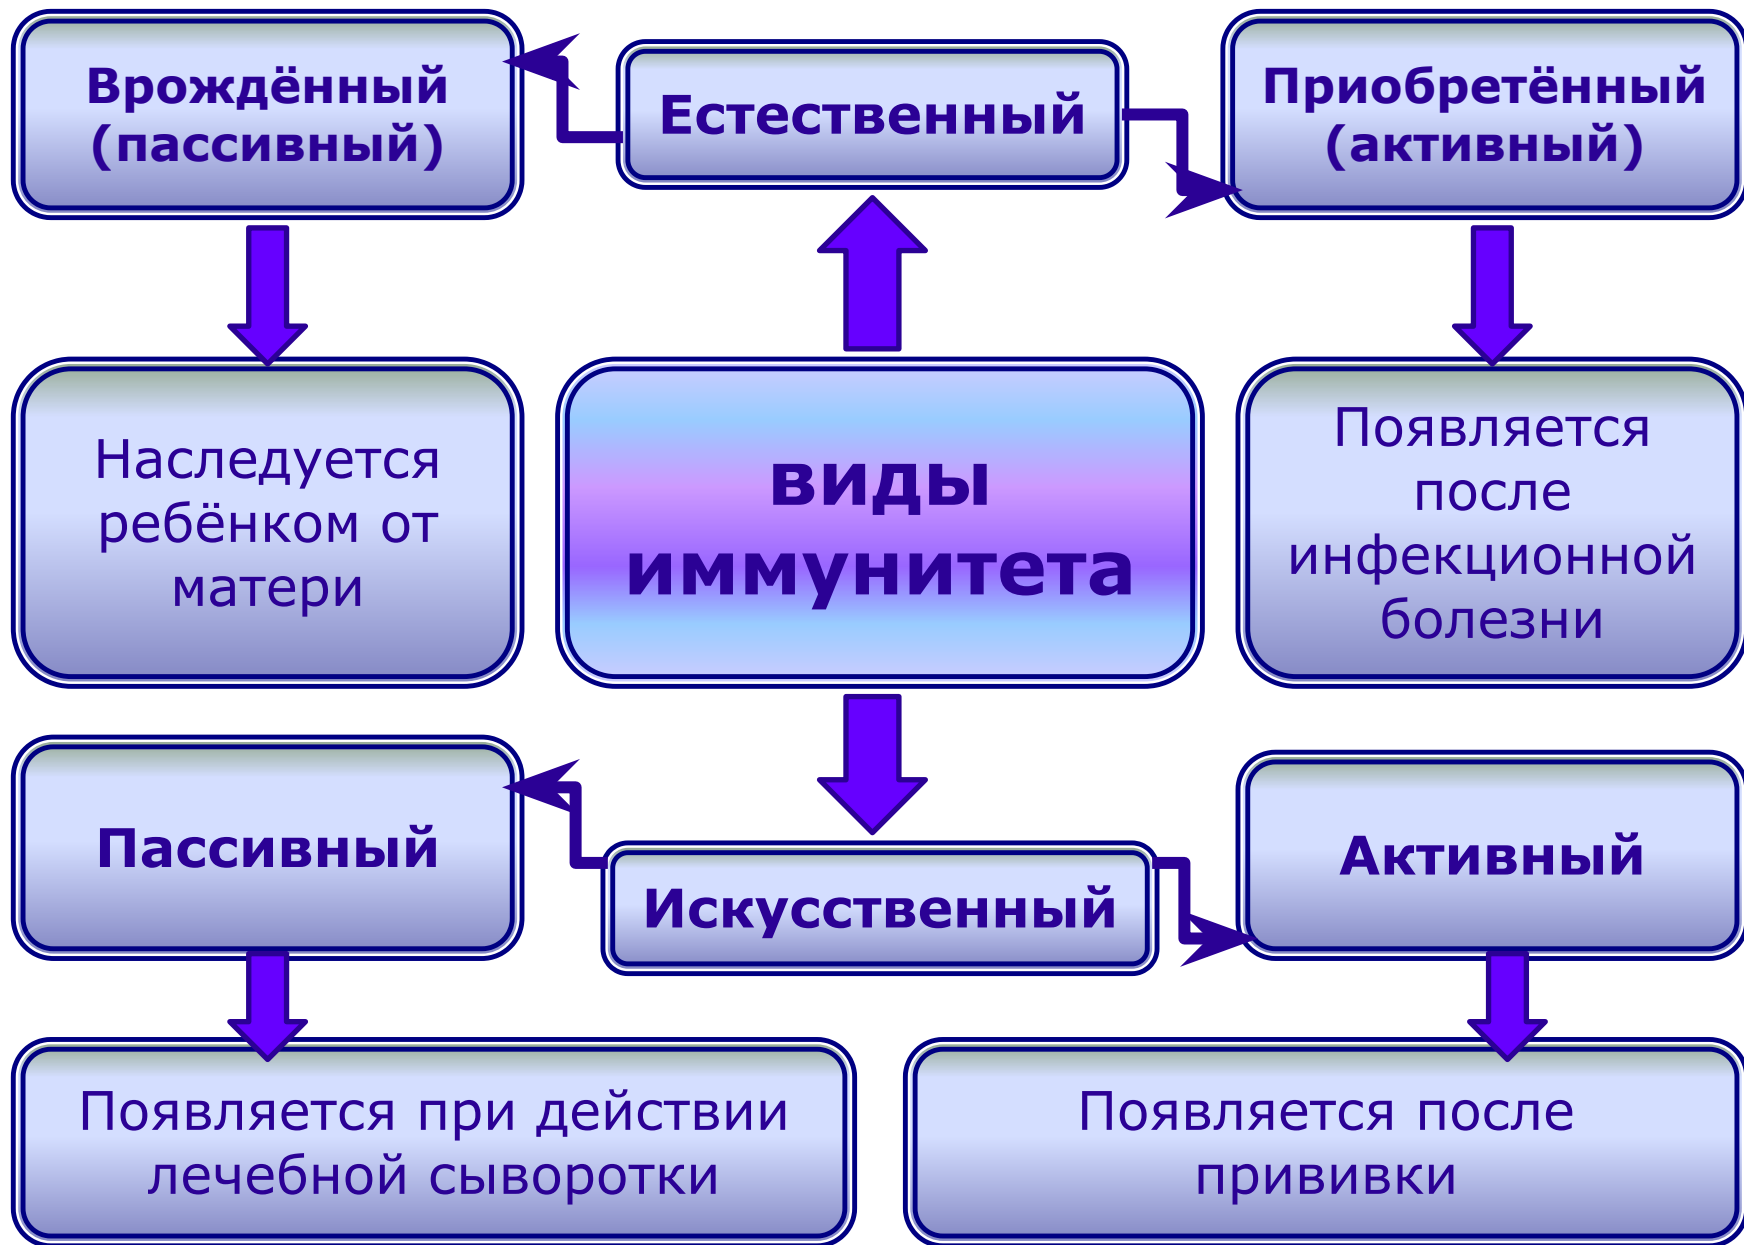 Врождённый
(пассивный)
Естественный
Приобретённый
(активный)
Наследуется
ребёнком от
матери
виды
иммунитета
Появляется
после
инфекционной
болезни
Пассивный
Искусственный
Активный
Появляется при действии
лечебной сыворотки
Появляется после
прививки